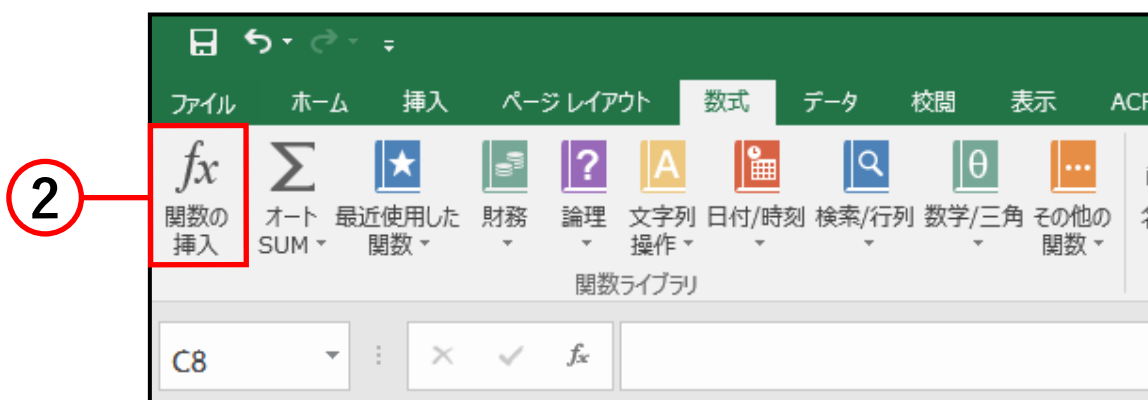 ファイル ホーム 挿入 ページ レイアウト 数式 データ 校閲 表示
2
fx Σ ★ ? A θ …
関数の オート 最近使用した 財務 論理 文字列 日付/時刻 検索/行列 数学/三角 その他の
挿入 SUM 関数 操作 関数
関数ライブラリ
C8 fx